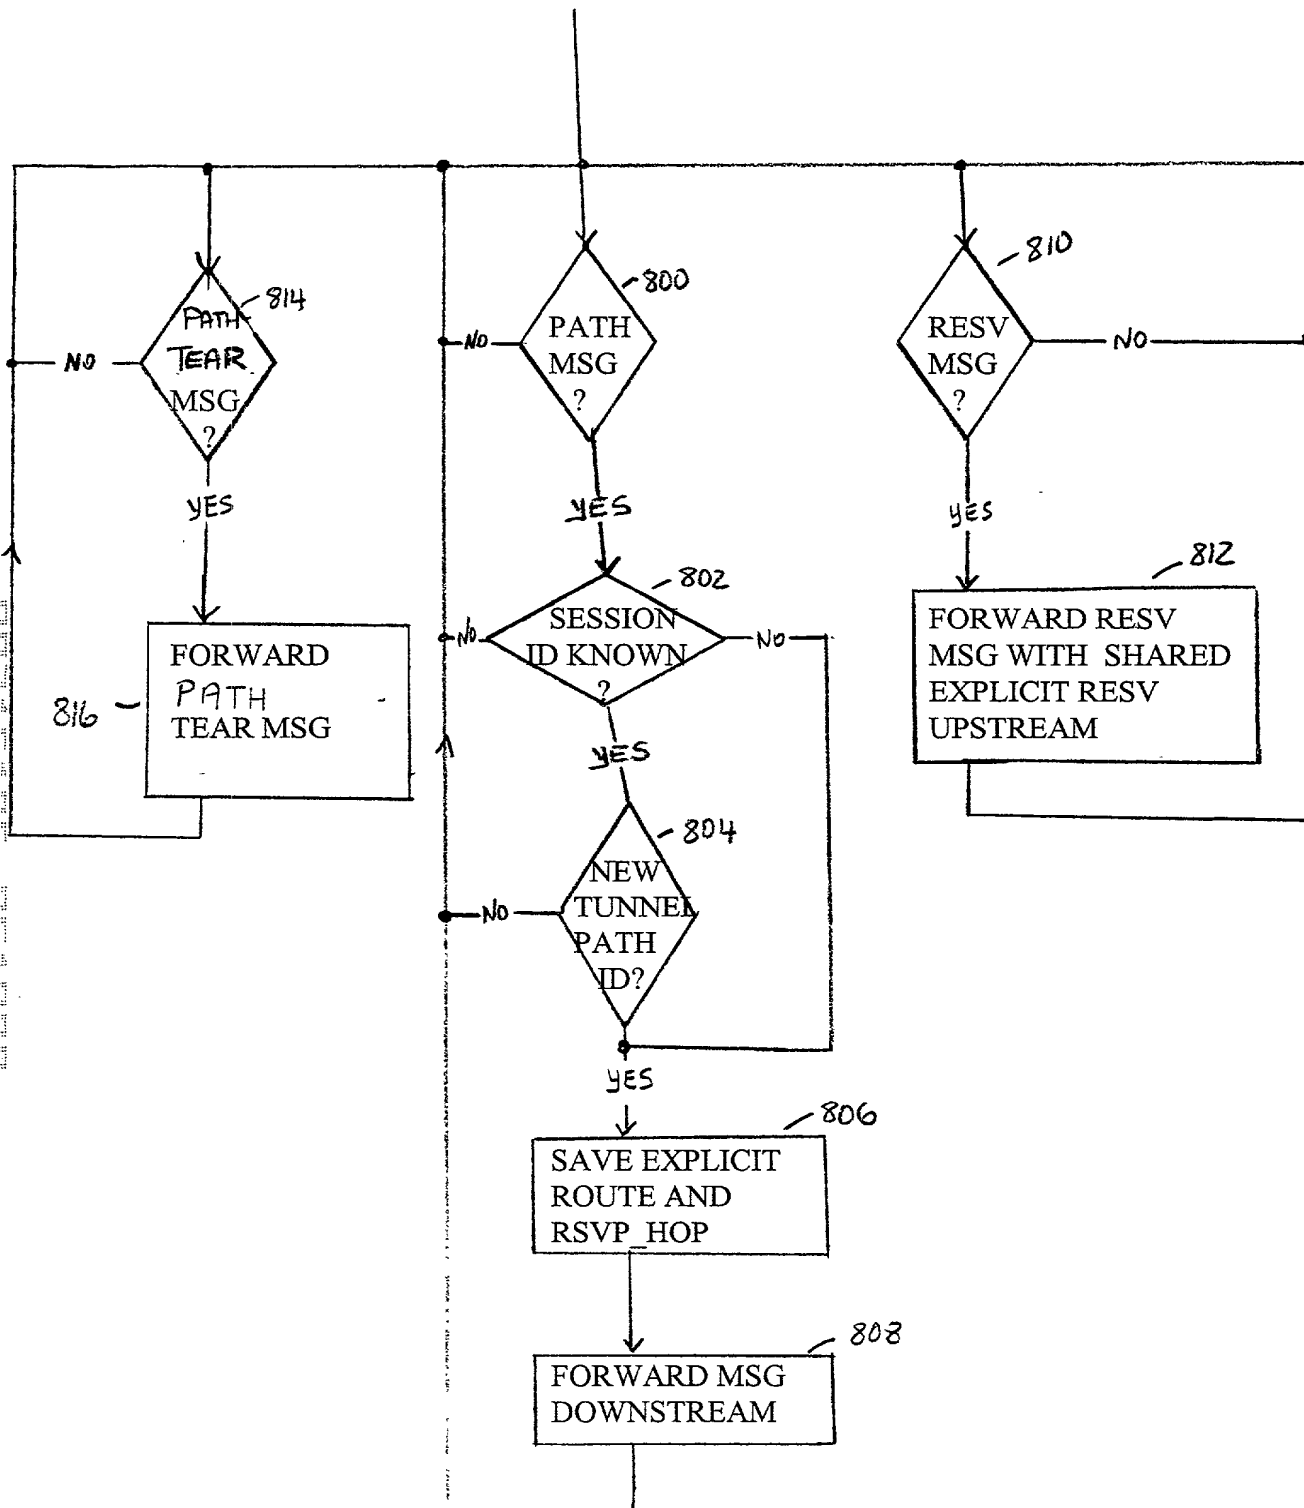 810
800
814
PATH
TEAR
MSG
?
NO
PATH
MSG
?
NO
RESV
MSG
?
NO
YES
YES
YES
802
812
SESSION
ID KNOWN
?
NO
NO
FORWARD
PATH
TEAR MSG
816
FORWARD RESV
MSG WITH SHARED
EXPLICIT RESV
UPSTREAM
YES
804
NEW
TUNNEL
PATH
ID?
NO
YES
806
SAVE EXPLICIT
ROUTE AND
RSVP_HOP
808
FORWARD MSG
DOWNSTREAM